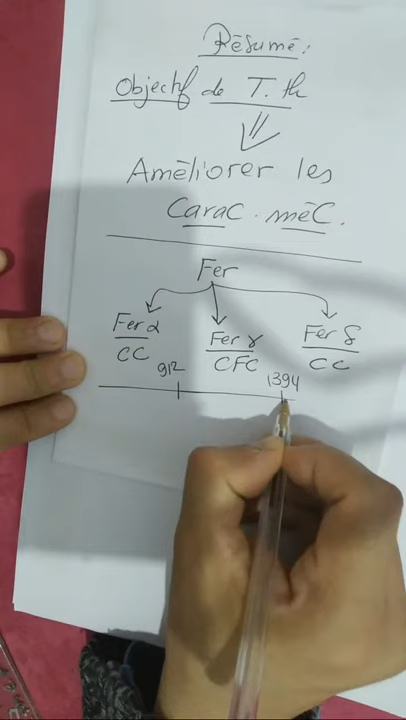 Résumé:
Objectif de T.th
Améliorer les
Carac. méc.
Fer
Fer α Fer γ Fer δ
CC CFC CC
912 1394